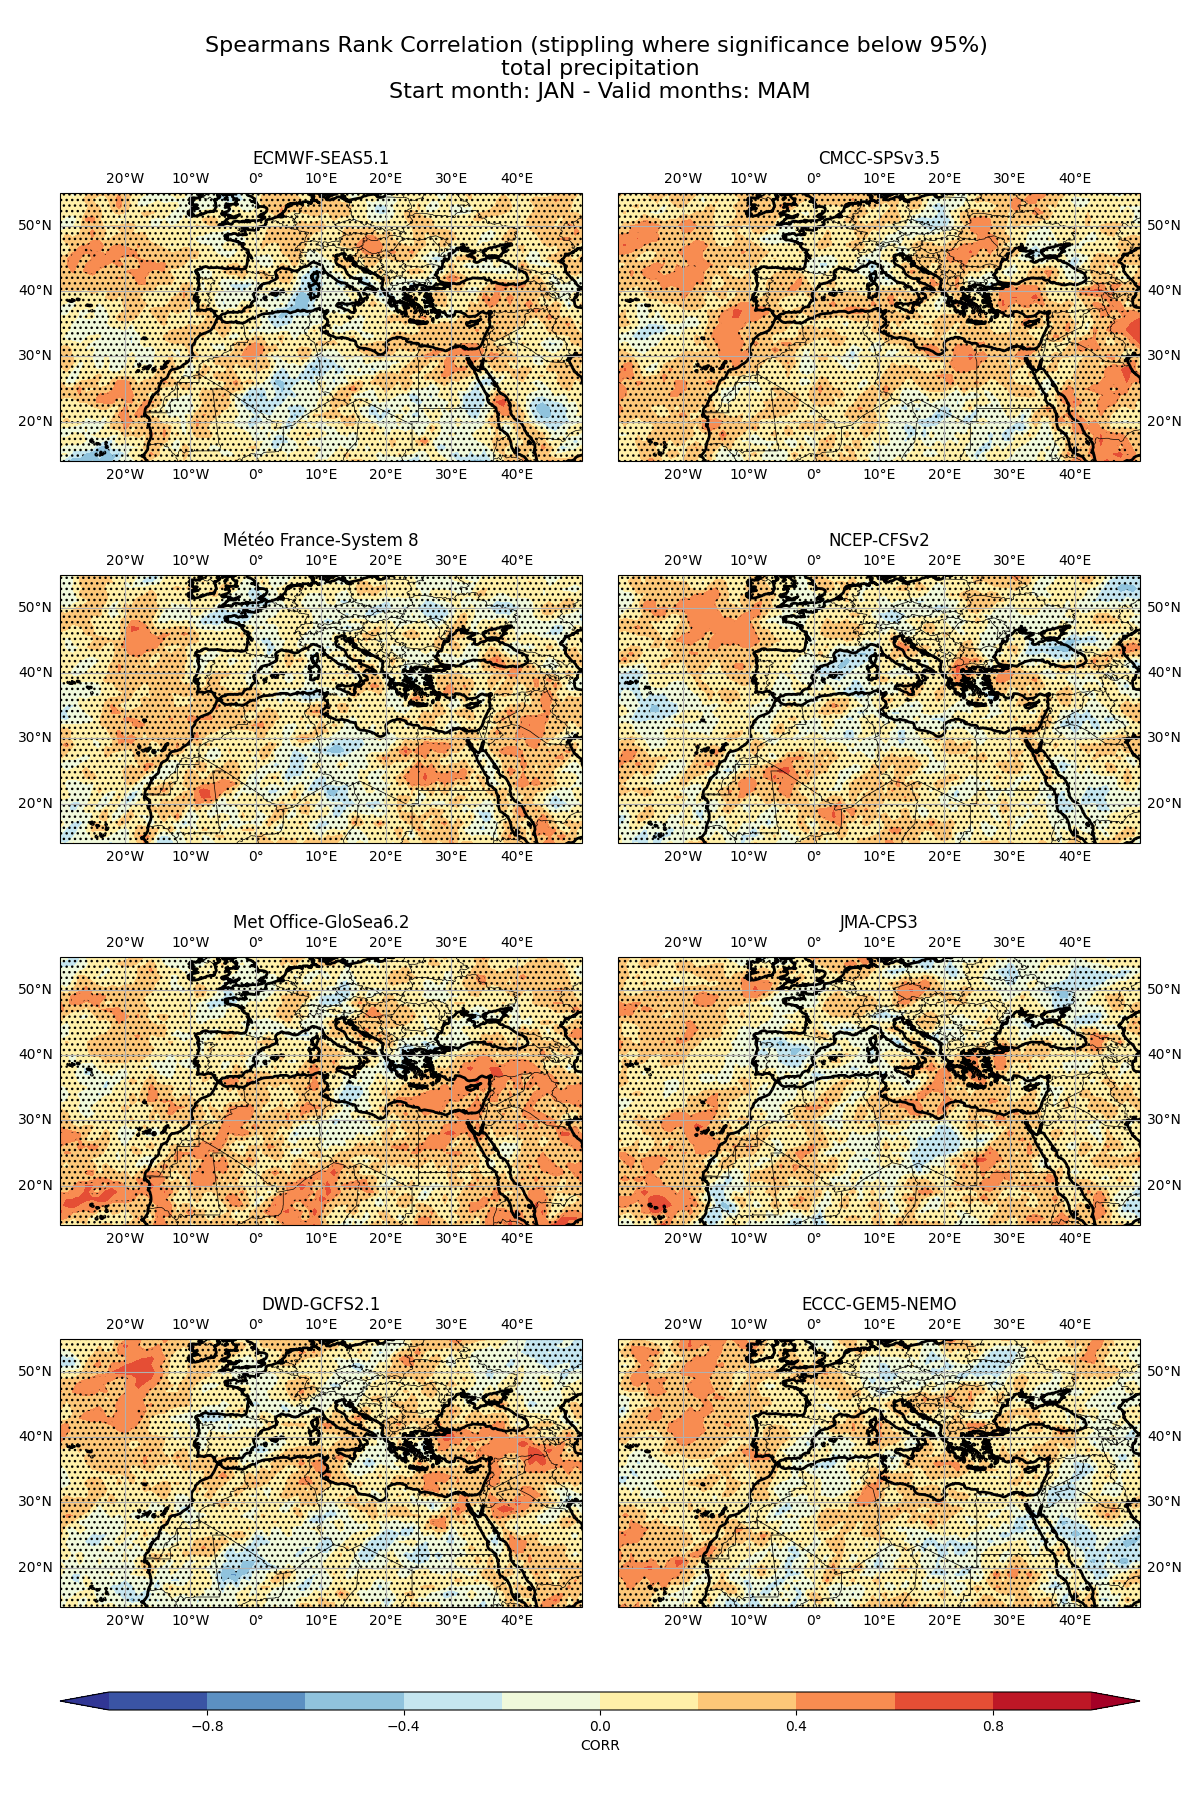 Spearmans Rank Correlation (stippling where significance below 95%)
total precipitation
Start month: JAN - Valid months: MAM
ECMWF-SEAS5.1
20°W 10°W 0° 10°E 20°E 30°E 40°E
50°N
40°N
30°N
20°N
20°W 10°W 0° 10°E 20°E 30°E 40°E
CMCC-SPSv3.5
20°W 10°W 0° 10°E 20°E 30°E 40°E
50°N
40°N
30°N
20°N
20°W 10°W 0° 10°E 20°E 30°E 40°E
Météo France-System 8
20°W 10°W 0° 10°E 20°E 30°E 40°E
50°N
40°N
30°N
20°N
20°W 10°W 0° 10°E 20°E 30°E 40°E
NCEP-CFSv2
20°W 10°W 0° 10°E 20°E 30°E 40°E
50°N
40°N
30°N
20°N
20°W 10°W 0° 10°E 20°E 30°E 40°E
Met Office-GloSea6.2
20°W 10°W 0° 10°E 20°E 30°E 40°E
50°N
40°N
30°N
20°N
20°W 10°W 0° 10°E 20°E 30°E 40°E
JMA-CPS3
20°W 10°W 0° 10°E 20°E 30°E 40°E
50°N
40°N
30°N
20°N
20°W 10°W 0° 10°E 20°E 30°E 40°E
DWD-GCFS2.1
20°W 10°W 0° 10°E 20°E 30°E 40°E
50°N
40°N
30°N
20°N
20°W 10°W 0° 10°E 20°E 30°E 40°E
ECCC-GEM5-NEMO
20°W 10°W 0° 10°E 20°E 30°E 40°E
50°N
40°N
30°N
20°N
20°W 10°W 0° 10°E 20°E 30°E 40°E
−0.8 −0.4 0.0 0.4 0.8
CORR